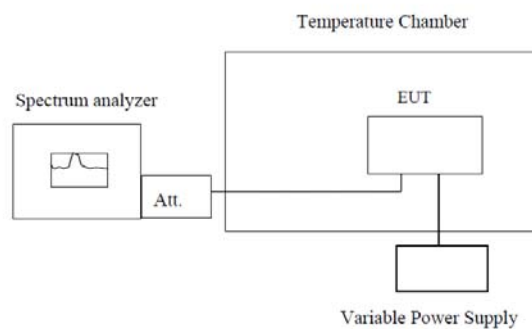 Temperature Chamber
Spectrum analyzer
EUT
Att.
Variable Power Supply